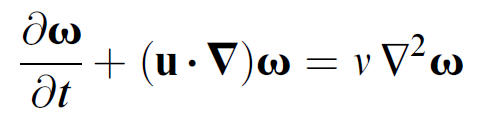 ∂𝛚/∂t + (𝐮 · 𝛁)𝛚 = ν ∇²𝛚